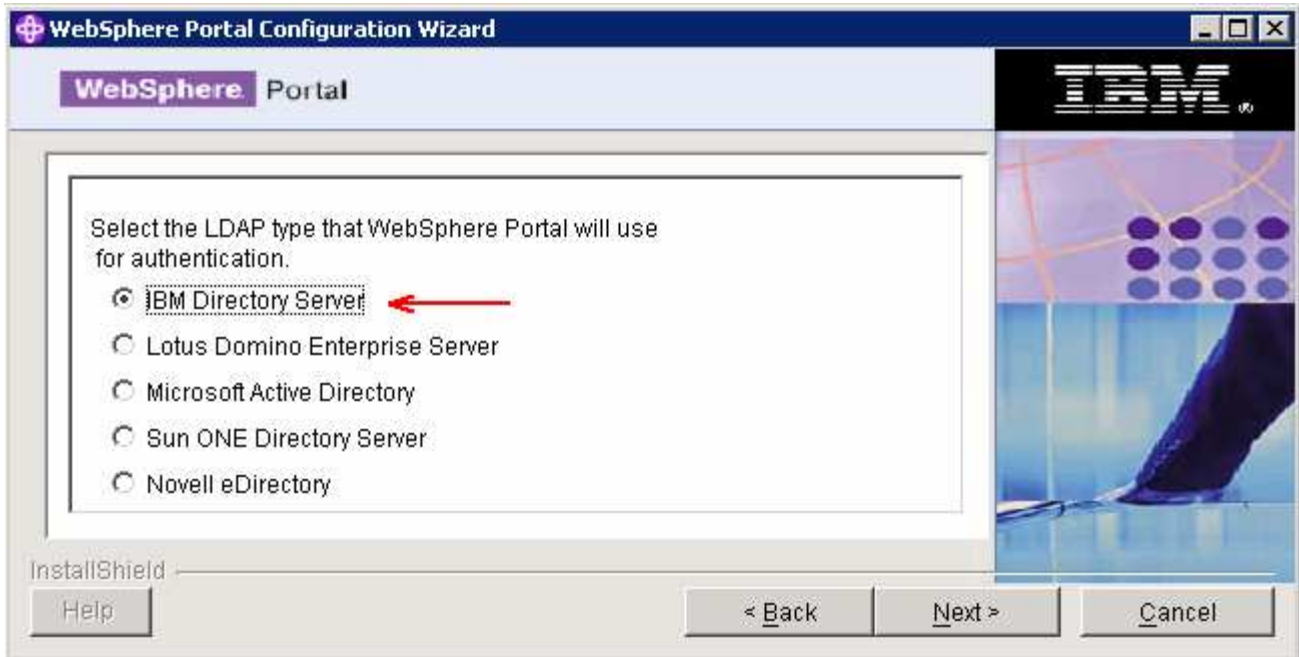 WebSphere Portal Configuration Wizard
WebSphere Portal
IBM®
Select the LDAP type that WebSphere Portal will use
for authentication.
IBM Directory Server
Lotus Domino Enterprise Server
Microsoft Active Directory
Sun ONE Directory Server
Novell eDirectory
InstallShield
Help
< Back
Next >
Cancel